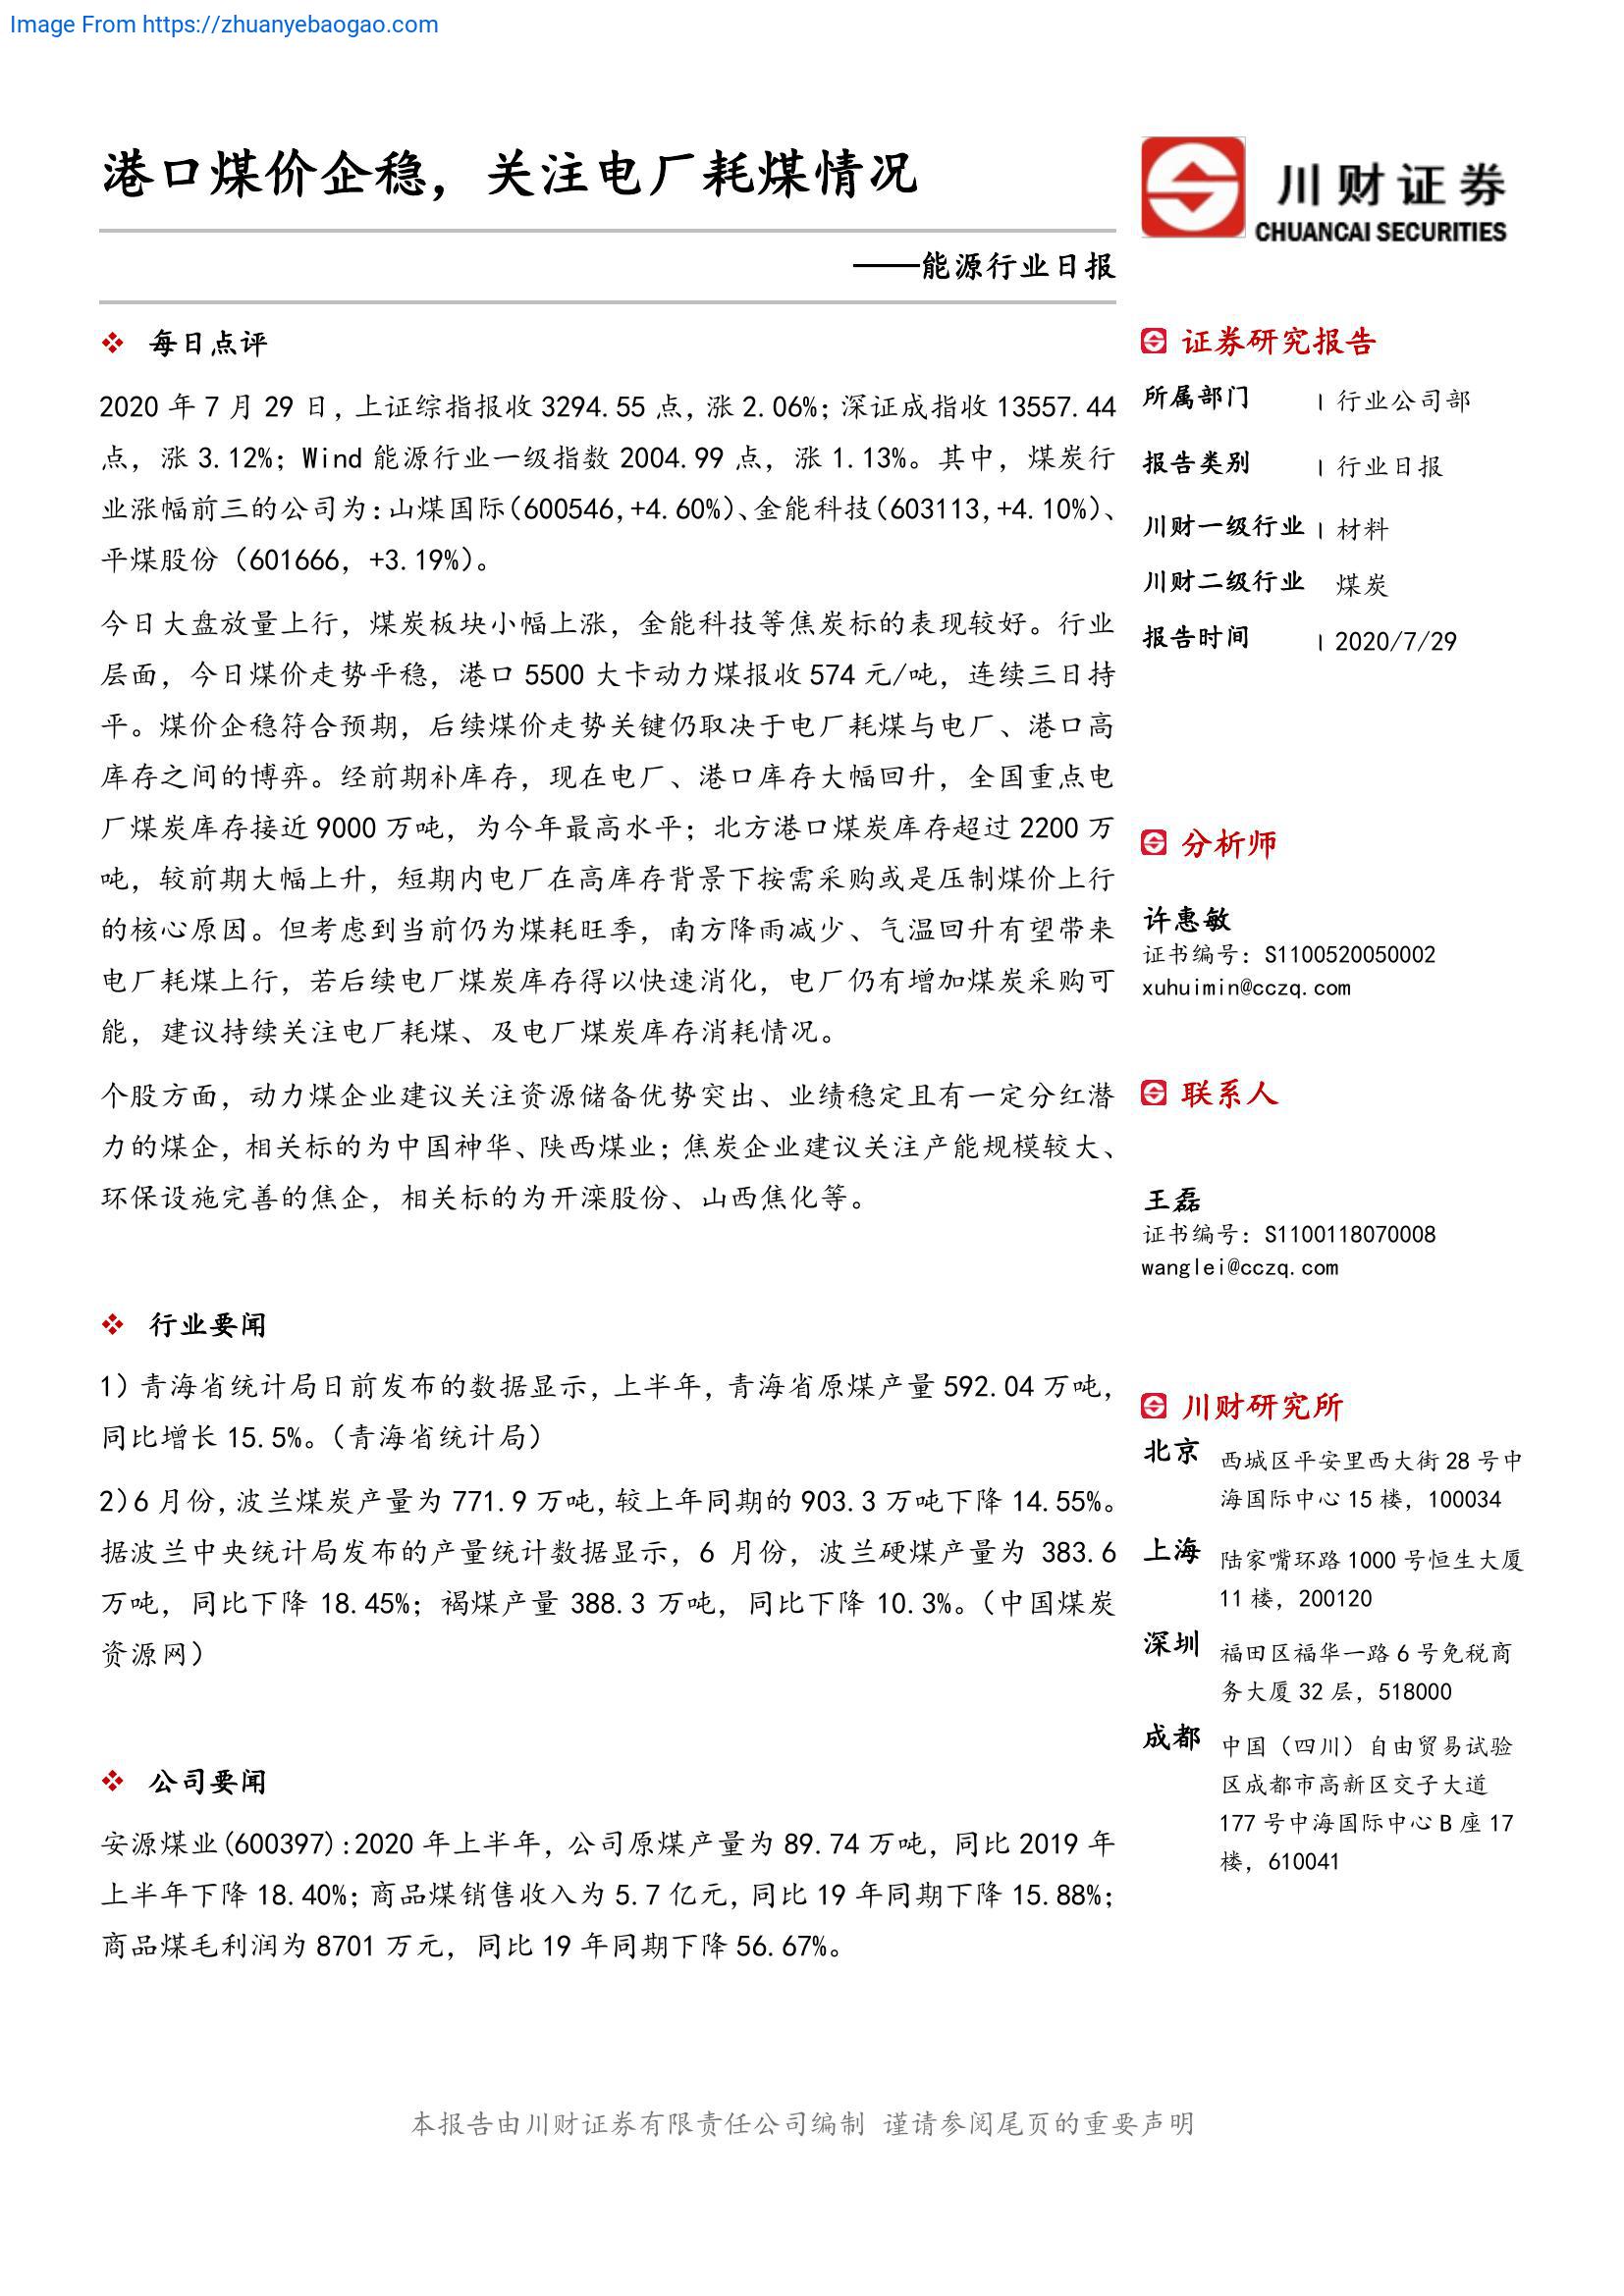 Image From https://zhuanyebaogao.com
港口煤价企稳，关注电厂耗煤情况
川财证券
CHUANCAI SECURITIES
——能源行业日报
每日点评
2020 年 7 月 29 日，上证综指报收 3294.55 点，涨 2.06%；深证成指收 13557.44
点，涨 3.12%；Wind 能源行业一级指数 2004.99 点，涨 1.13%。其中，煤炭行
业涨幅前三的公司为：山煤国际（600546，+4.60%）、金能科技（603113，+4.10%）、
平煤股份（601666，+3.19%）。
今日大盘放量上行，煤炭板块小幅上涨，金能科技等焦炭标的表现较好。行业
层面，今日煤价走势平稳，港口 5500 大卡动力煤报收 574 元/吨，连续三日持
平。煤价企稳符合预期，后续煤价走势关键仍取决于电厂耗煤与电厂、港口高
库存之间的博弈。经前期补库存，现在电厂、港口库存大幅回升，全国重点电
厂煤炭库存接近 9000 万吨，为今年最高水平；北方港口煤炭库存超过 2200 万
吨，较前期大幅上升，短期内电厂在高库存背景下按需采购或是压制煤价上行
的核心原因。但考虑到当前仍为煤耗旺季，南方降雨减少、气温回升有望带来
电厂耗煤上行，若后续电厂煤炭库存得以快速消化，电厂仍有增加煤炭采购可
能，建议持续关注电厂耗煤、及电厂煤炭库存消耗情况。
个股方面，动力煤企业建议关注资源储备优势突出、业绩稳定且有一定分红潜
力的煤企，相关标的为中国神华、陕西煤业；焦炭企业建议关注产能规模较大、
环保设施完善的焦企，相关标的为开滦股份、山西焦化等。
行业要闻
1）青海省统计局日前发布的数据显示，上半年，青海省原煤产量 592.04 万吨，
同比增长 15.5%。（青海省统计局）
2）6 月份，波兰煤炭产量为 771.9 万吨，较上年同期的 903.3 万吨下降 14.55%。
据波兰中央统计局发布的产量统计数据显示，6 月份，波兰硬煤产量为 383.6
万吨，同比下降 18.45%；褐煤产量 388.3 万吨，同比下降 10.3%。（中国煤炭
资源网）
公司要闻
安源煤业(600397):2020 年上半年，公司原煤产量为 89.74 万吨，同比 2019 年
上半年下降 18.40%；商品煤销售收入为 5.7 亿元，同比 19 年同期下降 15.88%；
商品煤毛利润为 8701 万元，同比 19 年同期下降 56.67%。
证券研究报告
所属部门 | 行业公司部
报告类别 | 行业日报
川财一级行业 | 材料
川财二级行业 煤炭
报告时间 | 2020/7/29
分析师
许惠敏
证书编号：S1100520050002
xuhuimin@cczq.com
联系人
王磊
证书编号：S1100118070008
wanglei@cczq.com
川财研究所
北京 西城区平安里西大街 28 号中
海国际中心 15 楼，100034
上海 陆家嘴环路 1000 号恒生大厦
11 楼，200120
深圳 福田区福华一路 6 号免税商
务大厦 32 层，518000
成都 中国（四川）自由贸易试验
区成都市高新区交子大道
177 号中海国际中心 B 座 17
楼，610041
本报告由川财证券有限责任公司编制 谨请参阅尾页的重要声明